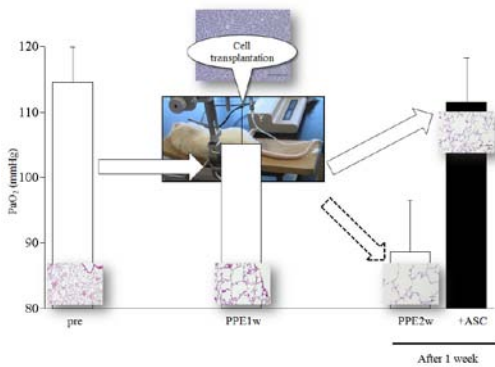 Cell
transplantation
PaO₂ (mmHg)
120
110
100
90
80
pre
PPE1w
PPE2w
+ASC
After 1 week